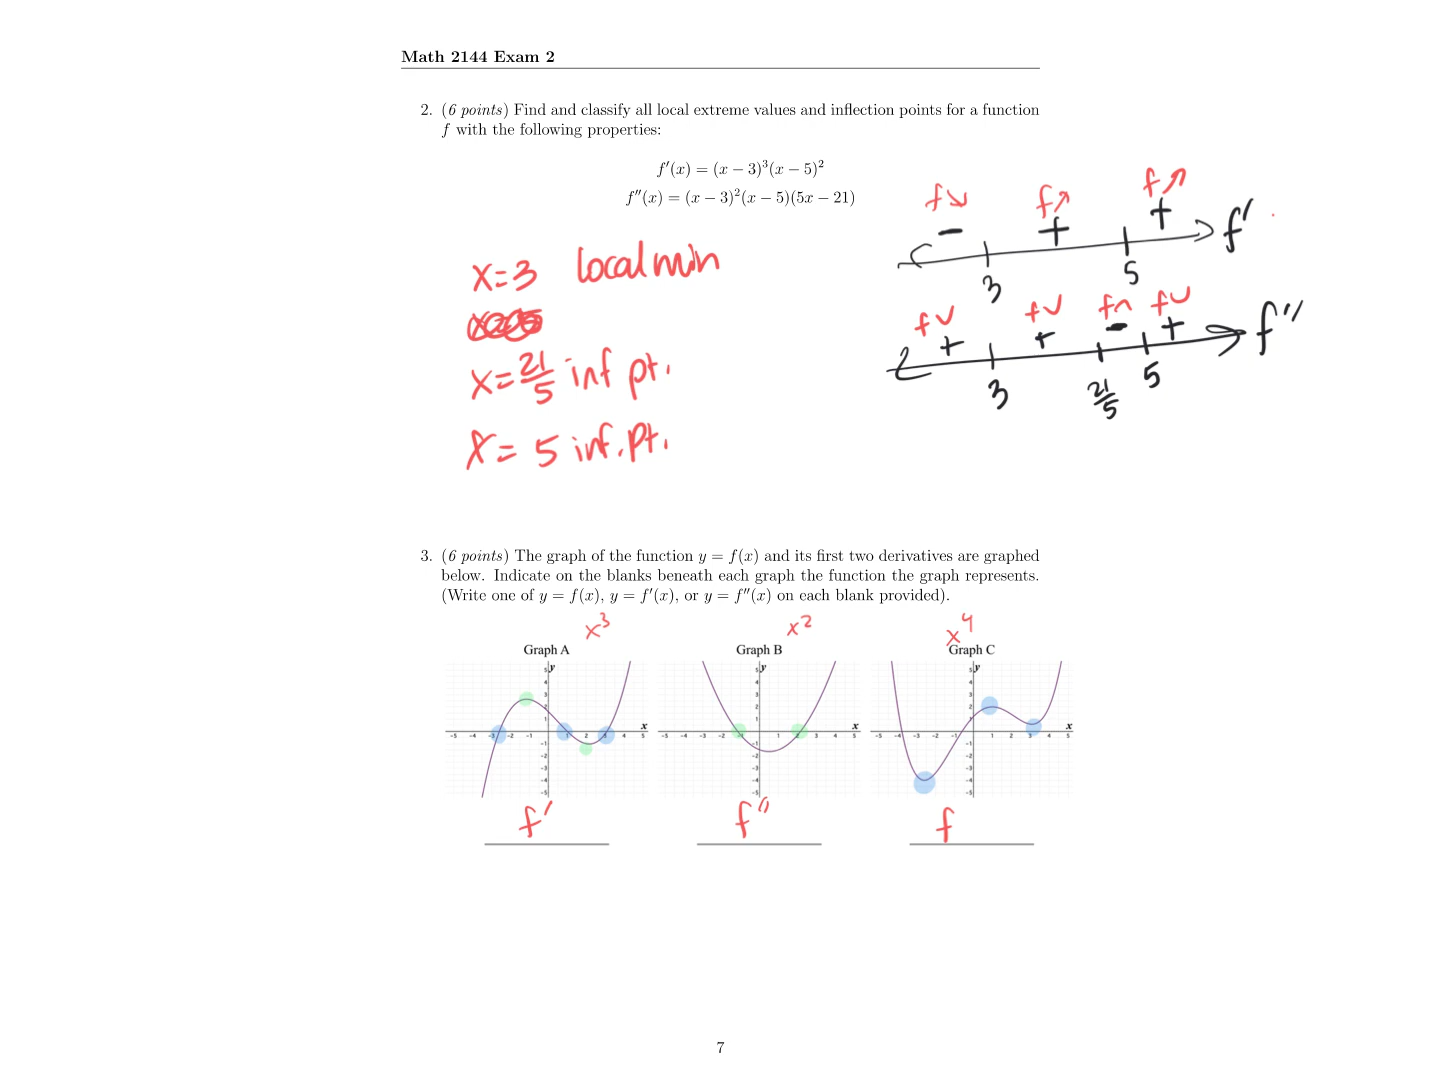 Math 2144 Exam 2
2. (6 points) Find and classify all local extreme values and inflection points for a function
f with the following properties:
f′(x) = (x − 3)³(x − 5)²
f″(x) = (x − 3)²(x − 5)(5x − 21)
f↘ f↗ f↗
− + + f′
3 5
f∪ f∪ f∩ f∪
+ + − + f″
3 21/5 5
x=3 local min
x=21/5 inf pt.
x=5 inf. pt.
3. (6 points) The graph of the function y = f(x) and its first two derivatives are graphed
below. Indicate on the blanks beneath each graph the function the graph represents.
(Write one of y = f(x), y = f′(x), or y = f″(x) on each blank provided).
x³ x² x⁴
Graph A Graph B Graph C
y y y
x x x
f′ f″ f
7